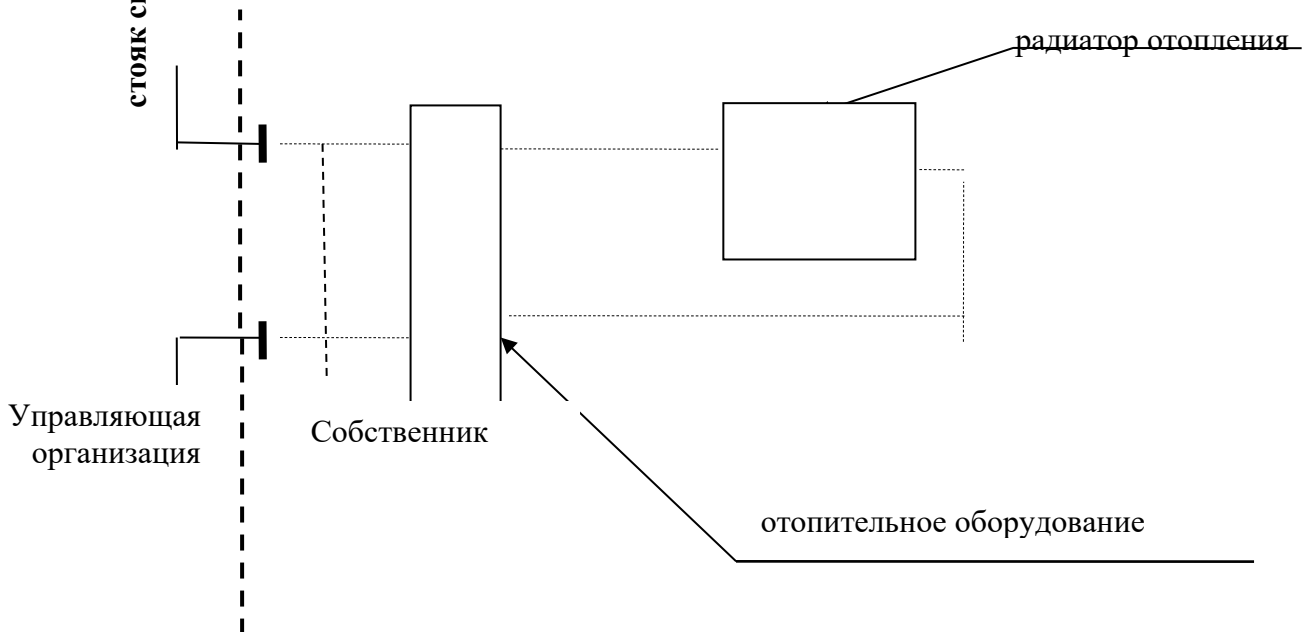 стояк
радиатор отопления
Управляющая
организация
Собственник
отопительное оборудование